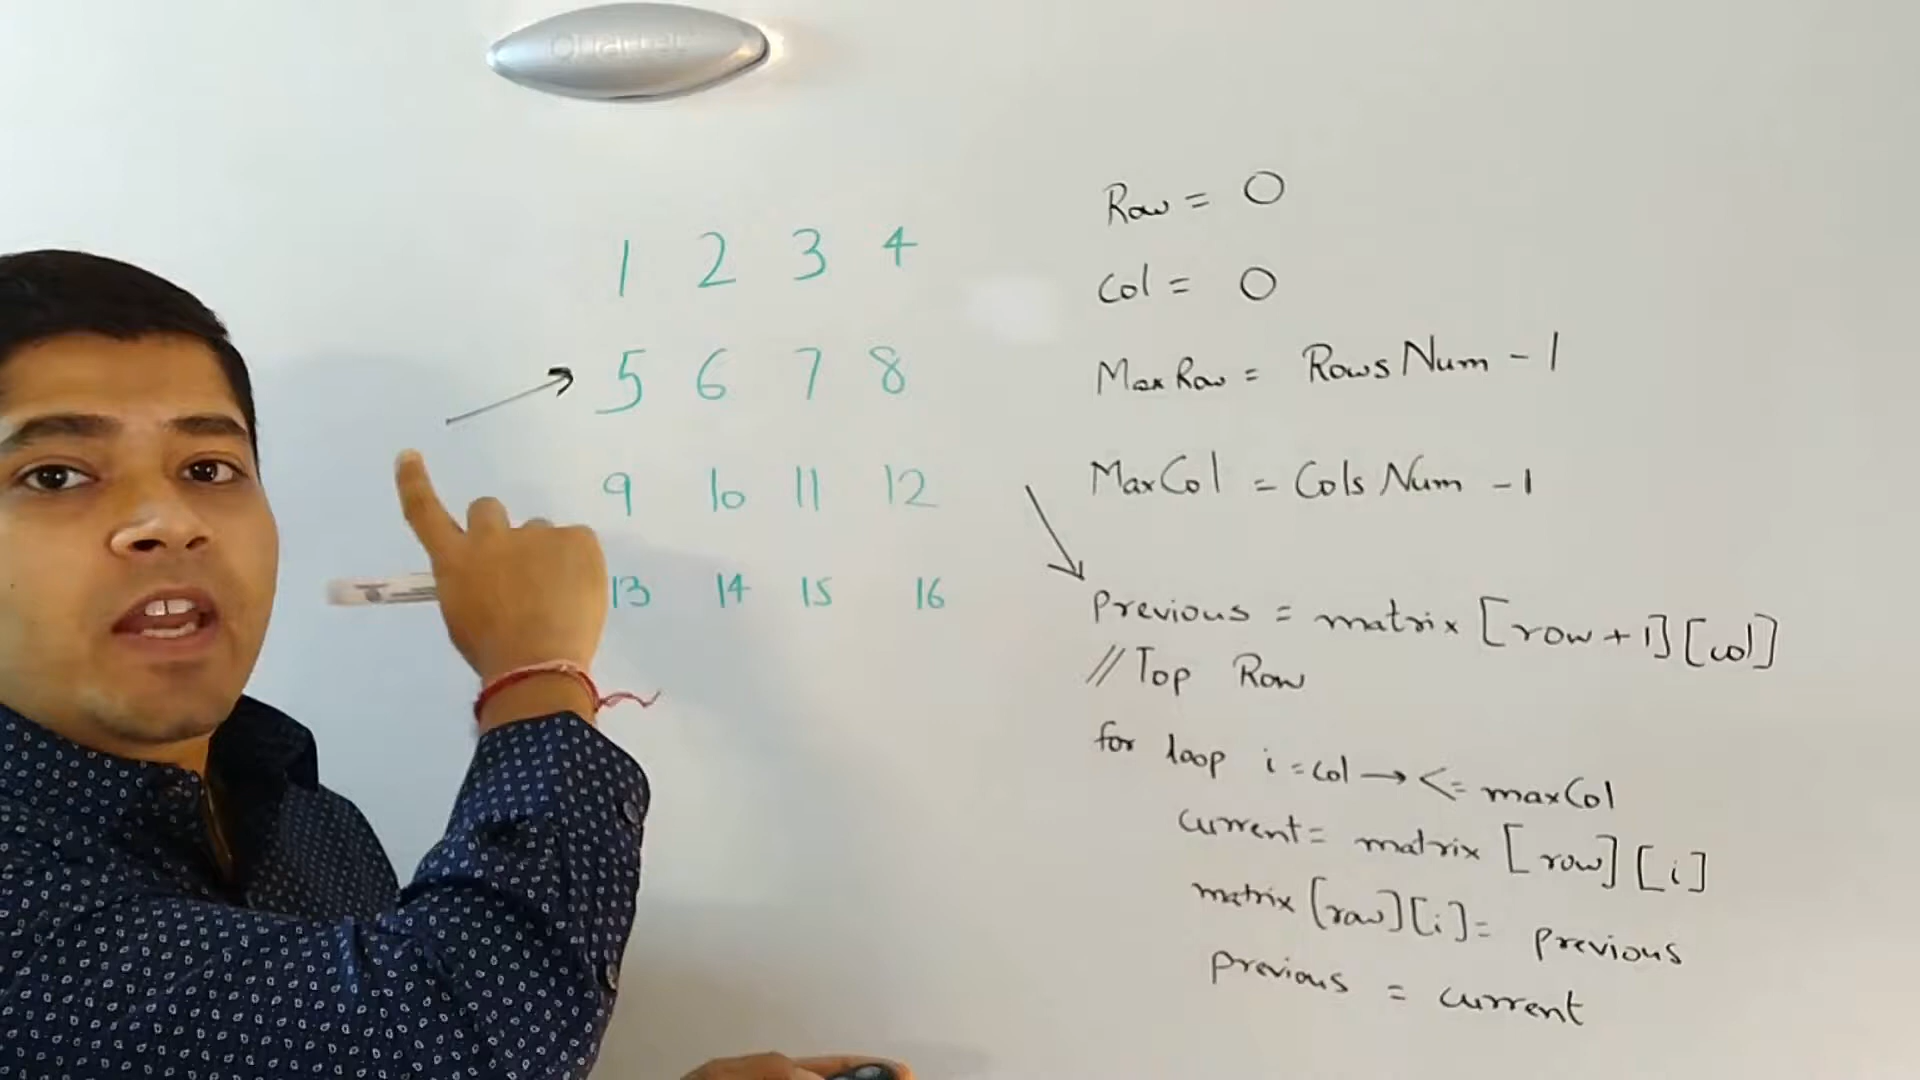 Quartet
1 2 3 4
5 6 7 8
9 10 11 12
13 14 15 16
Row = 0
Col = 0
MaxRow = RowsNum - 1
MaxCol = ColsNum - 1
Previous = matrix [row + 1] [col]
// Top Row
for loop i = col → <= maxCol
current = matrix [row] [i]
matrix [row] [i] = previous
previous = current